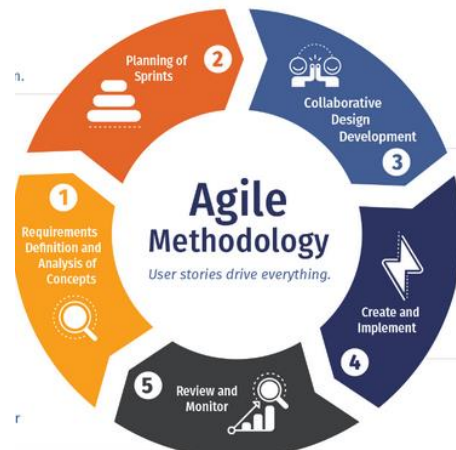 Agile
Methodology
User stories drive everything.
1
Requirements
Definition and
Analysis of
Concepts
2
Planning of
Sprints
Collaborative
Design
Development
3
Create and
Implement
4
5
Review and
Monitor
n.
r